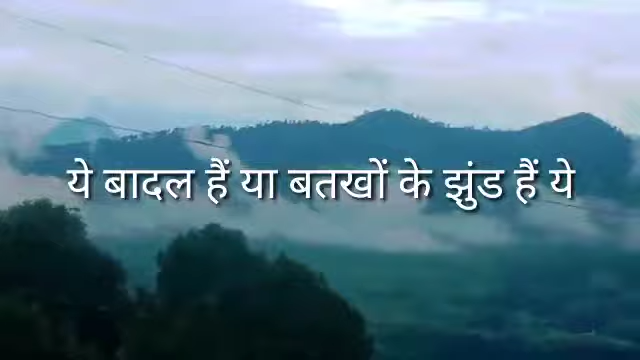 ये बादल हैं या बतखों के झुंड हैं ये